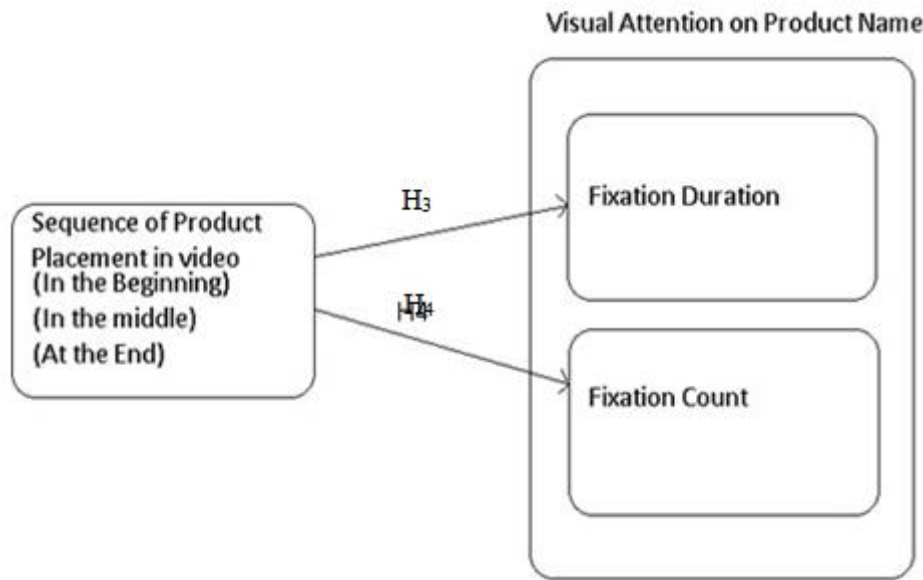 Visual Attention on Product Name
Fixation Duration
H₃
Sequence of Product
Placement in video
(In the Beginning)
(In the middle)
(At the End)
H₄
Fixation Count